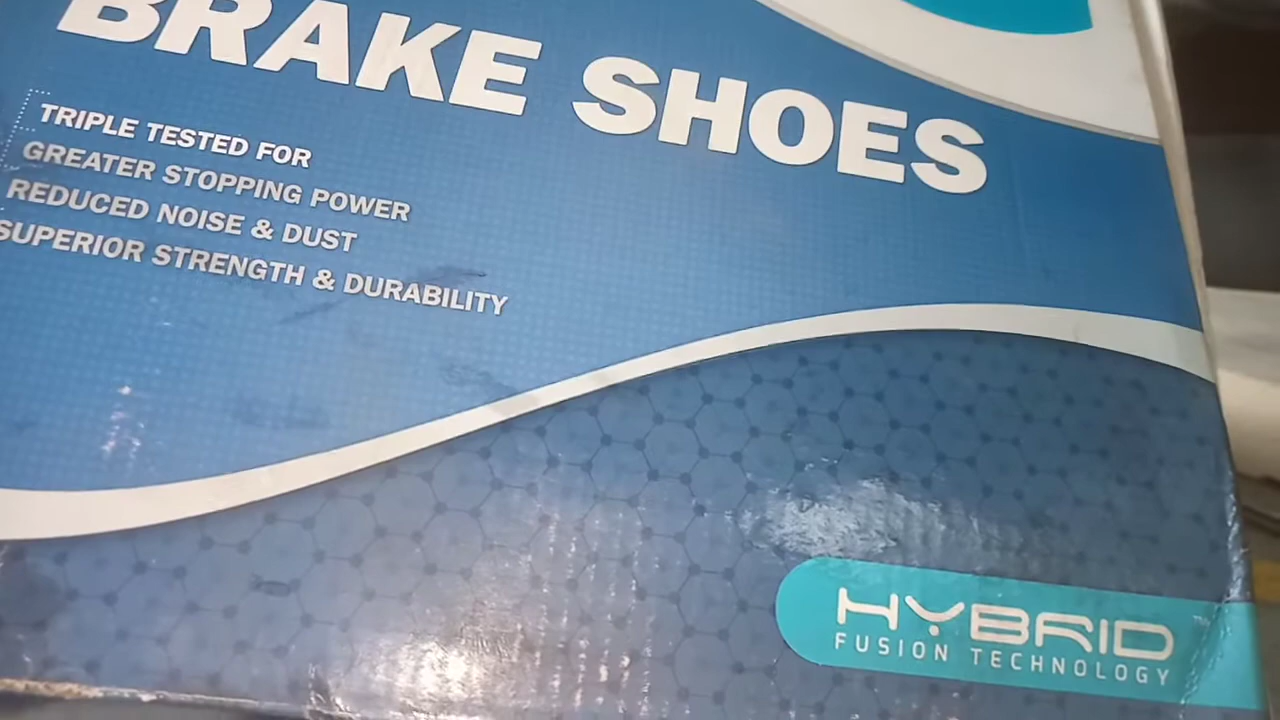 BRAKE SHOES
TRIPLE TESTED FOR
GREATER STOPPING POWER
REDUCED NOISE & DUST
SUPERIOR STRENGTH & DURABILITY
HYBRID
FUSION TECHNOLOGY